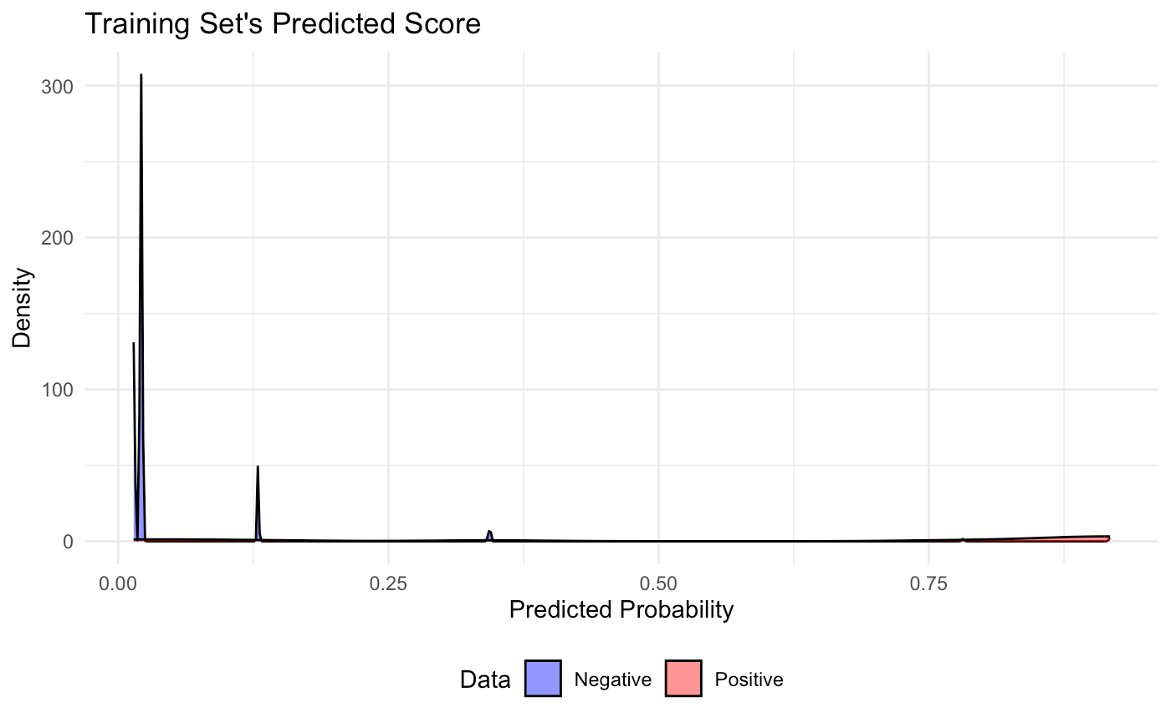 Training Set's Predicted Score
Density
300
200
100
0
0.00 0.25 0.50 0.75
Predicted Probability
Data Negative Positive